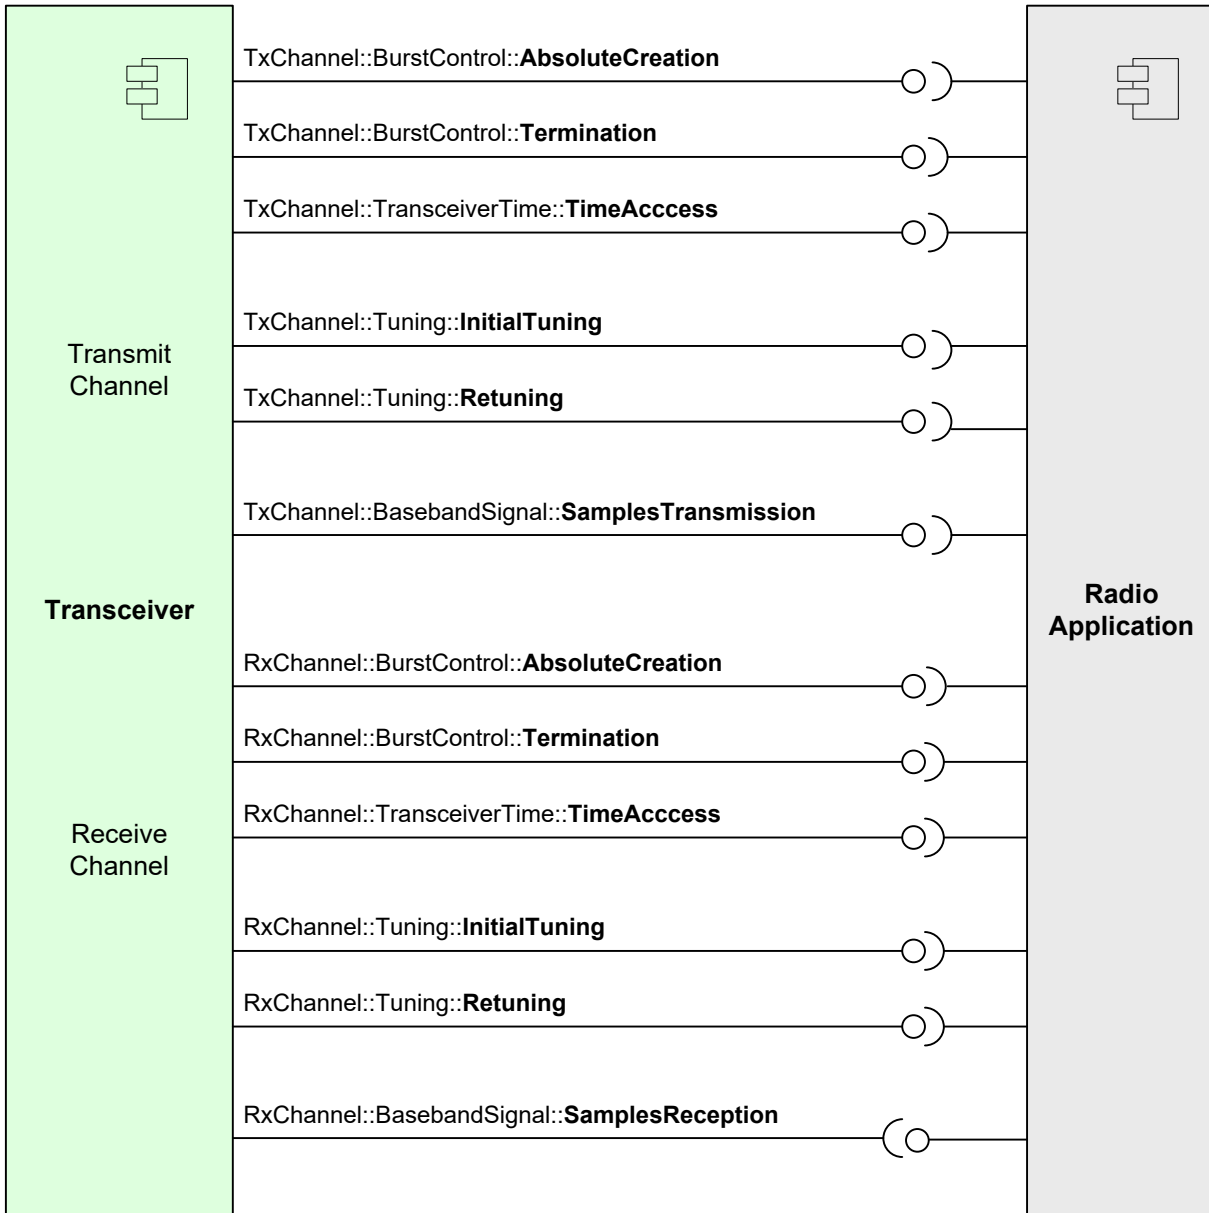 TxChannel::BurstControl::AbsoluteCreation
TxChannel::BurstControl::Termination
TxChannel::TransceiverTime::TimeAcccess
TxChannel::Tuning::InitialTuning
Transmit
Channel
TxChannel::Tuning::Retuning
TxChannel::BasebandSignal::SamplesTransmission
Transceiver
Radio
Application
RxChannel::BurstControl::AbsoluteCreation
RxChannel::BurstControl::Termination
RxChannel::TransceiverTime::TimeAcccess
Receive
Channel
RxChannel::Tuning::InitialTuning
RxChannel::Tuning::Retuning
RxChannel::BasebandSignal::SamplesReception